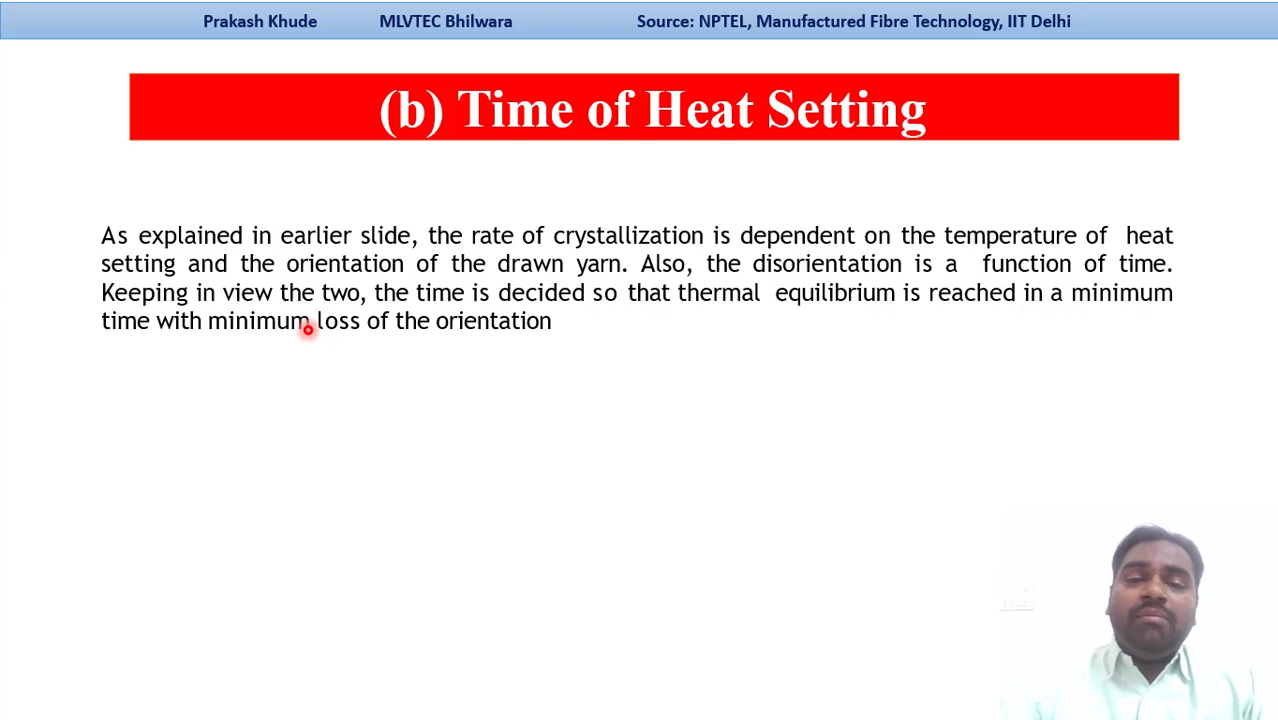 Prakash Khude MLVTEC Bhilwara Source: NPTEL, Manufactured Fibre Technology, IIT Delhi
(b) Time of Heat Setting
As explained in earlier slide, the rate of crystallization is dependent on the temperature of heat
setting and the orientation of the drawn yarn. Also, the disorientation is a function of time.
Keeping in view the two, the time is decided so that thermal equilibrium is reached in a minimum
time with minimum loss of the orientation